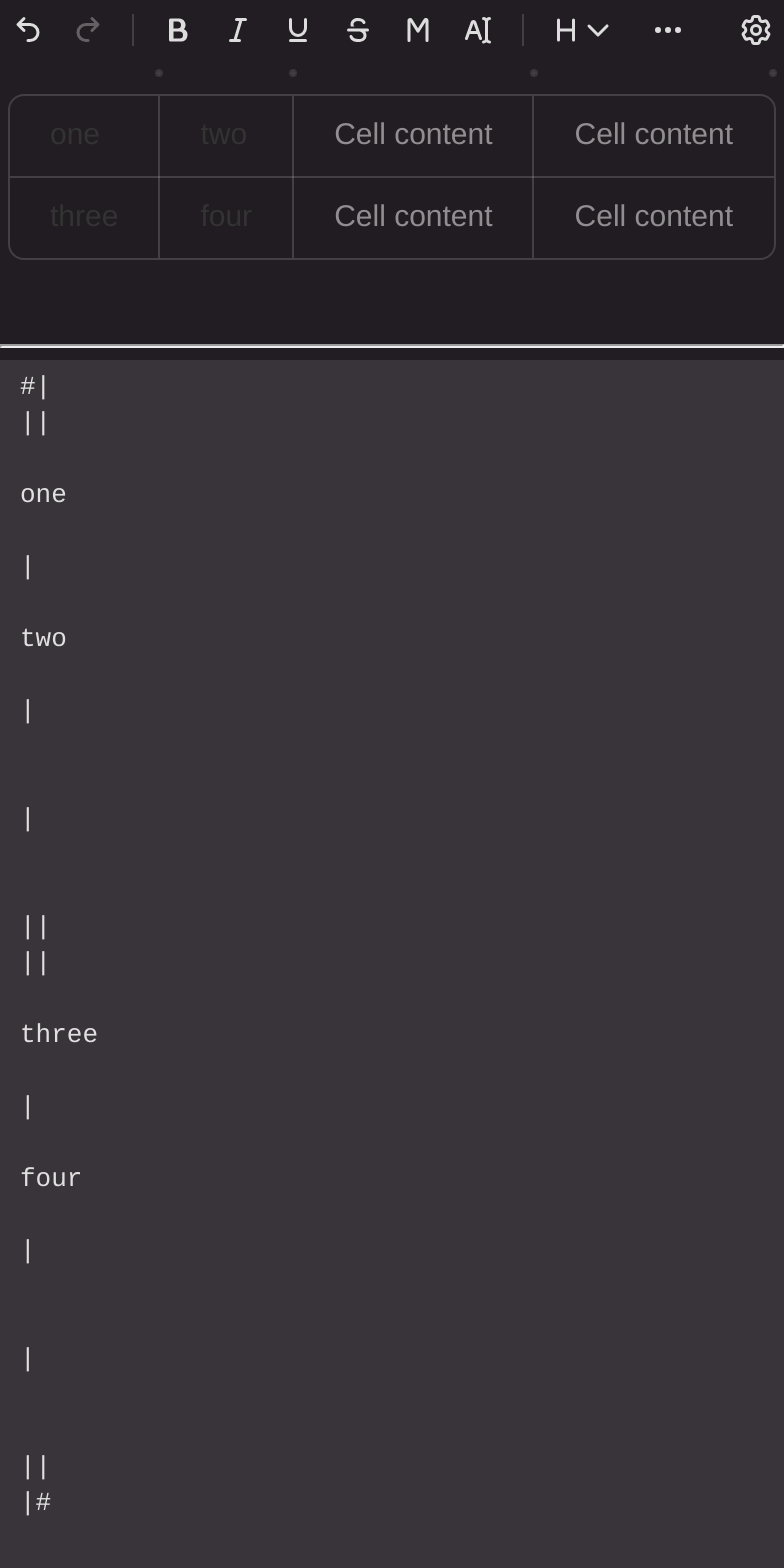 H
one two Cell content Cell content
three four Cell content Cell content
#|
||
one
|
two
|
|
||
||
three
|
four
|
|
||
|#